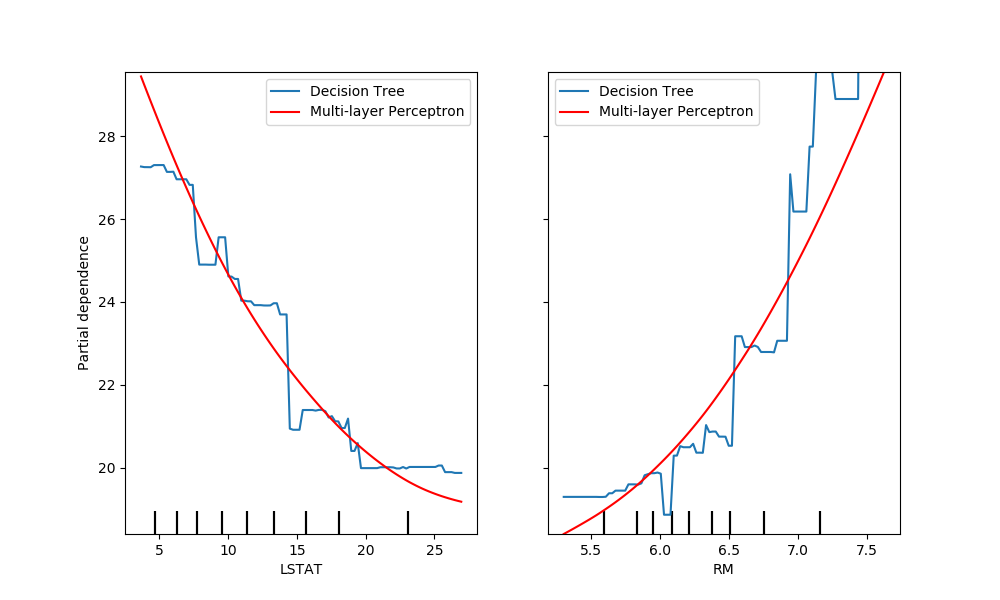 Decision Tree
Multi-layer Perceptron
Partial dependence
28
26
24
22
20
5
10
15
20
25
LSTAT
Decision Tree
Multi-layer Perceptron
5.5
6.0
6.5
7.0
7.5
RM